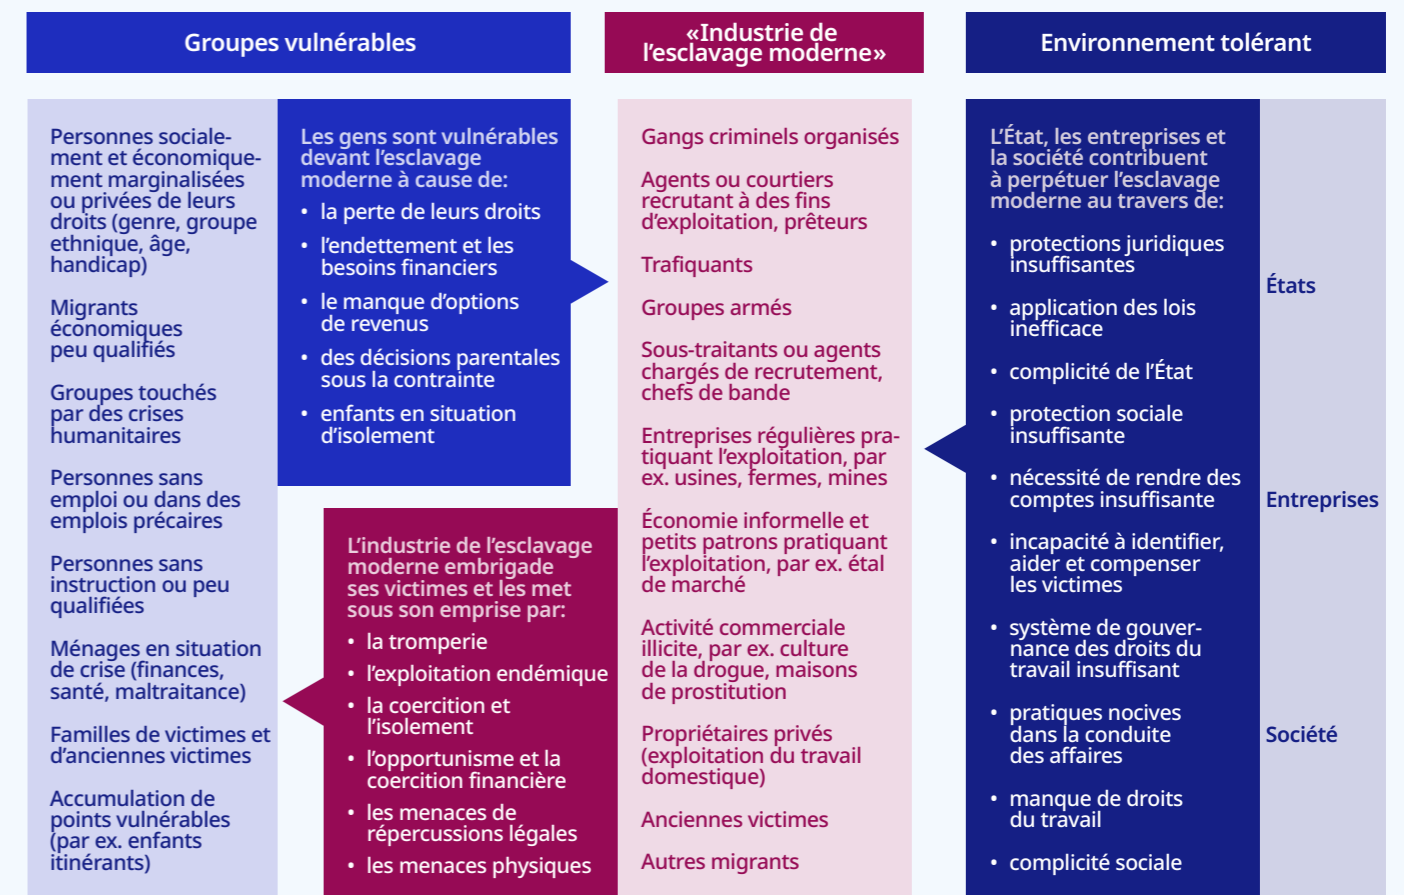 Groupes vulnérables
«Industrie de
l’esclavage moderne»
Environnement tolérant
Personnes sociale-
ment et économique-
ment marginalisées
ou privées de leurs
droits (genre, groupe
ethnique, âge,
handicap)
Migrants
économiques
peu qualifiés
Groupes touchés
par des crises
humanitaires
Personnes sans
emploi ou dans des
emplois précaires
Personnes sans
instruction ou peu
qualifiées
Ménages en situation
de crise (finances,
santé, maltraitance)
Familles de victimes et
d’anciennes victimes
Accumulation de
points vulnérables
(par ex. enfants
itinérants)
Les gens sont vulnérables
devant l’esclavage
moderne à cause de:
• la perte de leurs droits
• l’endettement et les
besoins financiers
• le manque d’options
de revenus
• des décisions parentales
sous la contrainte
• enfants en situation
d’isolement
L’industrie de l’esclavage
moderne embrigade
ses victimes et les met
sous son emprise par:
• la tromperie
• l’exploitation endémique
• la coercition et
l’isolement
• l’opportunisme et la
coercition financière
• les menaces de
répercussions légales
• les menaces physiques
Gangs criminels organisés
Agents ou courtiers
recrutant à des fins
d’exploitation, prêteurs
Trafiquants
Groupes armés
Sous-traitants ou agents
chargés de recrutement,
chefs de bande
Entreprises régulières pra-
tiquant l’exploitation, par
ex. usines, fermes, mines
Économie informelle et
petits patrons pratiquant
l’exploitation, par ex. étal
de marché
Activité commerciale
illicite, par ex. culture
de la drogue, maisons
de prostitution
Propriétaires privés
(exploitation du travail
domestique)
Anciennes victimes
Autres migrants
L’État, les entreprises et
la société contribuent
à perpétuer l’esclavage
moderne au travers de:
• protections juridiques
insuffisantes
• application des lois
inefficace
• complicité de l’État
• protection sociale
insuffisante
• nécessité de rendre des
comptes insuffisante
• incapacité à identifier,
aider et compenser
les victimes
• système de gouver-
nance des droits du
travail insuffisant
• pratiques nocives
dans la conduite
des affaires
• manque de droits
du travail
• complicité sociale
États
Entreprises
Société